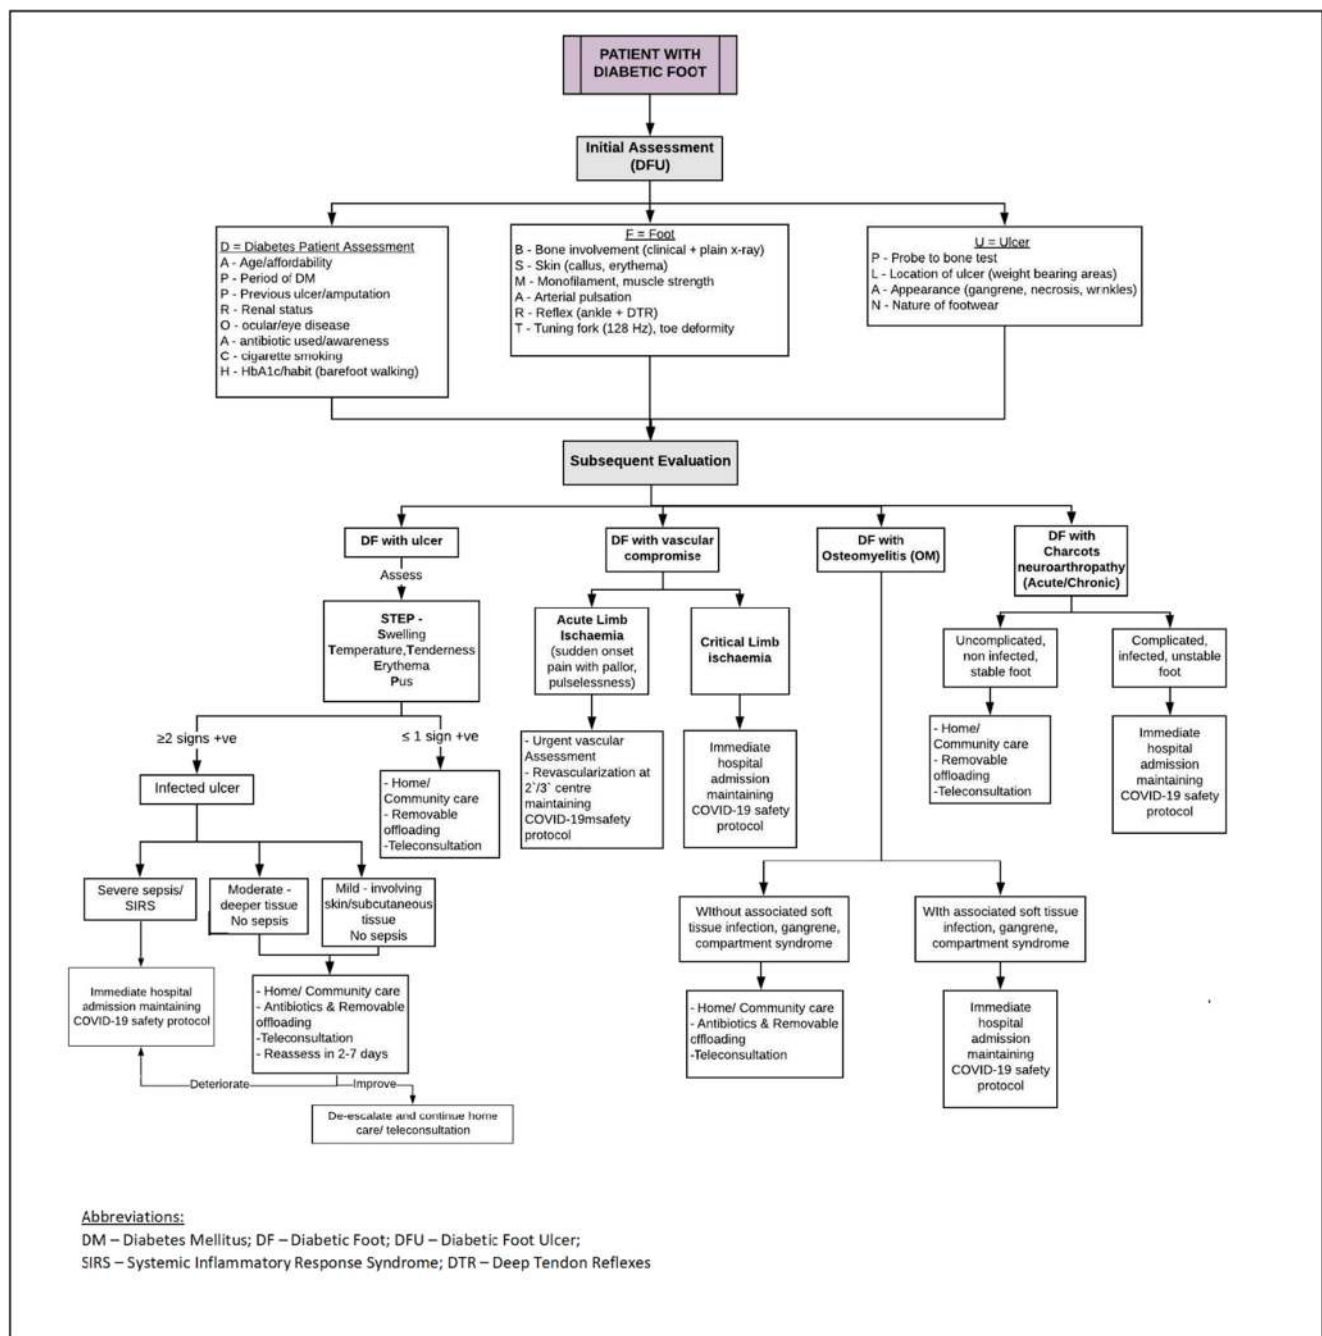 PATIENT WITH
DIABETIC FOOT
Initial Assessment
(DFU)
D = Diabetes Patient Assessment
A - Age/affordability
P - Period of DM
P - Previous ulcer/amputation
R - Renal status
O - ocular/eye disease
A - antibiotic used/awareness
C - cigarette smoking
H - HbA1c/habit (barefoot walking)
F = Foot
B - Bone involvement (clinical + plain x-ray)
S - Skin (callus, erythema)
M - Monofilament, muscle strength
A - Arterial pulsation
R - Reflex (ankle + DTR)
T - Tuning fork (128 Hz), toe deformity
U = Ulcer
P - Probe to bone test
L - Location of ulcer (weight bearing areas)
A - Appearance (gangrene, necrosis, wrinkles)
N - Nature of footwear
Subsequent Evaluation
DF with ulcer
Assess
STEP -
Swelling
Temperature,Tenderness
Erythema
Pus
≥2 signs +ve
≤ 1 sign +ve
Infected ulcer
- Home/
Community care
- Removable
offloading
-Teleconsultation
Severe sepsis/
SIRS
Moderate -
deeper tissue
No sepsis
Mild - involving
skin/subcutaneous
tissue
No sepsis
Immediate hospital
admission maintaining
COVID-19 safety protocol
- Home/ Community care
- Antibiotics & Removable
offloading
-Teleconsultation
- Reassess in 2-7 days
Deteriorate
Improve
De-escalate and continue home
care/ teleconsultation
DF with vascular
compromise
Acute Limb
Ischaemia
(sudden onset
pain with pallor,
pulselessness)
Critical Limb
ischaemia
- Urgent vascular
Assessment
- Revascularization at
2`/3` centre
maintaining
COVID-19msafety
protocol
Immediate
hospital
admission
maintaining
COVID-19 safety
protocol
DF with
Osteomyelitis (OM)
WIthout associated soft
tissue infection, gangrene,
compartment syndrome
WIth associated soft tissue
infection, gangrene,
compartment syndrome
- Home/ Community care
- Antibiotics & Removable
offloading
-Teleconsultation
Immediate
hospital
admission
maintaining
COVID-19 safety
protocol
DF with
Charcots
neuroarthropathy
(Acute/Chronic)
Uncomplicated,
non infected,
stable foot
Complicated,
infected, unstable
foot
- Home/
Community care
- Removable
offloading
-Teleconsultation
Immediate
hospital
admission
maintaining
COVID-19 safety
protocol
Abbreviations:
DM – Diabetes Mellitus; DF – Diabetic Foot; DFU – Diabetic Foot Ulcer;
SIRS – Systemic Inflammatory Response Syndrome; DTR – Deep Tendon Reflexes